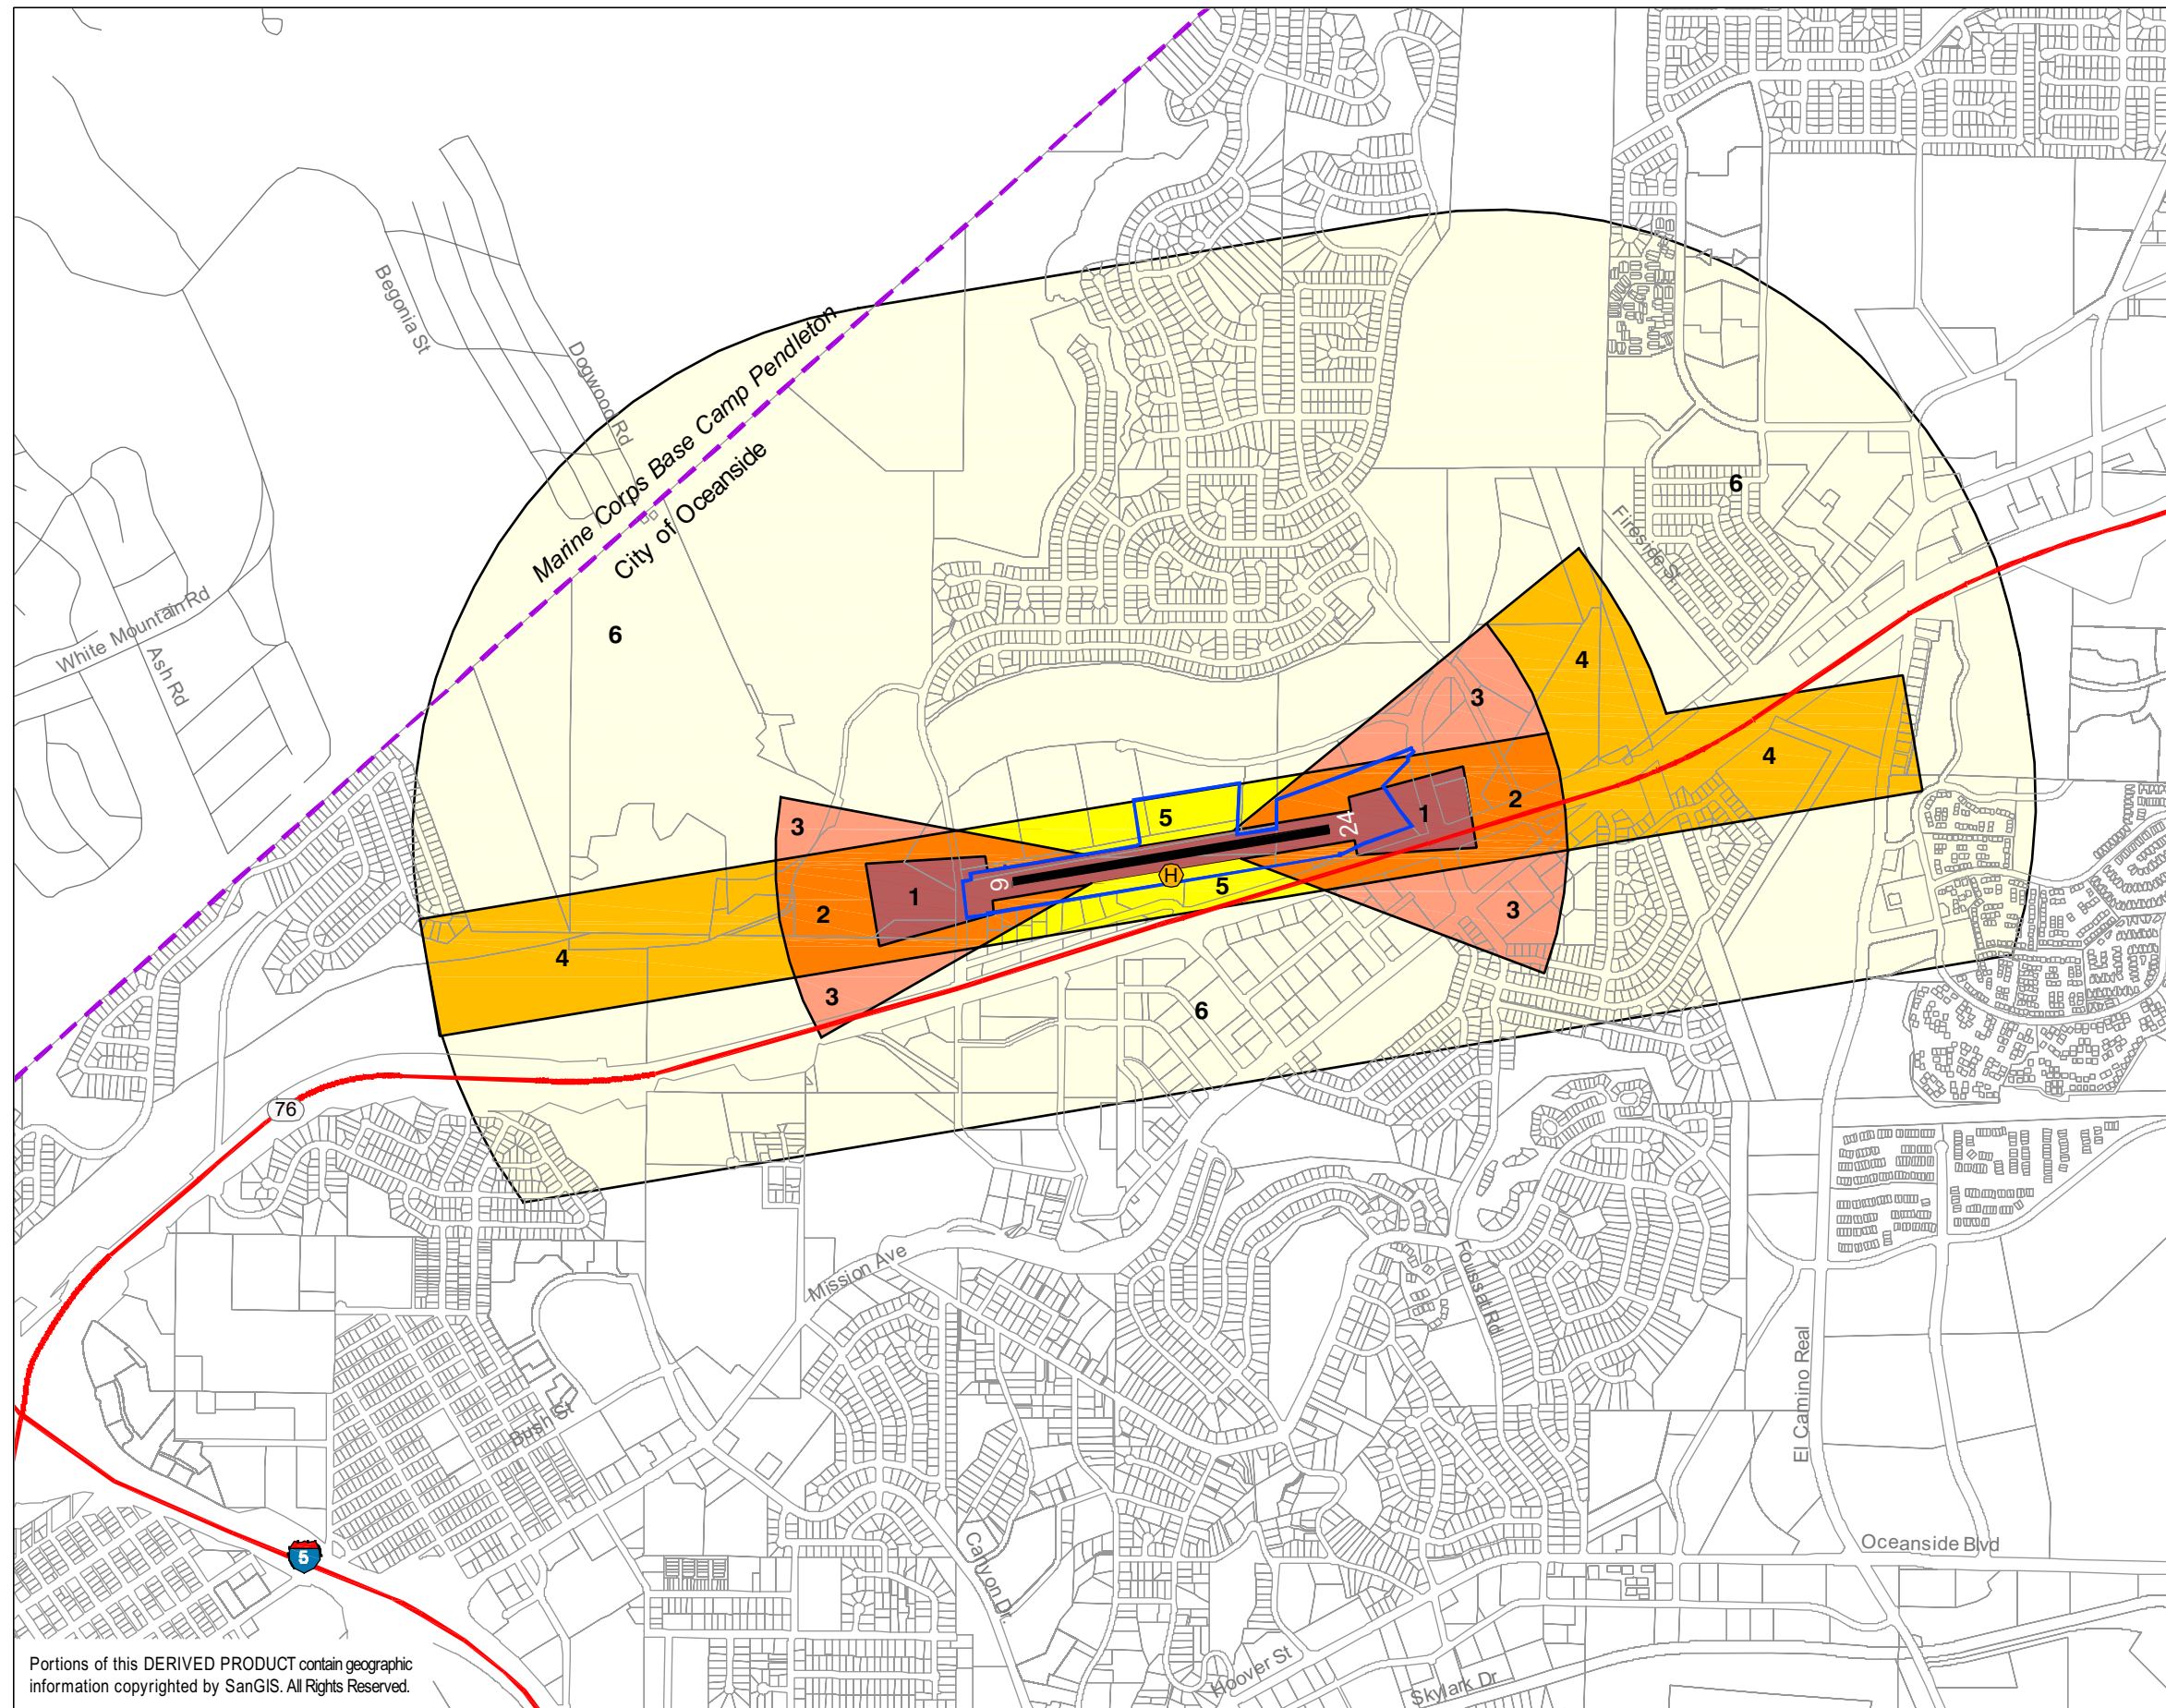 Begonia St
Dogwood Rd
Marine Corps Base Camp Pendleton
City of Oceanside
6
Fireside St
6
White Mountain Rd
Ash Rd
4
3
4
5
3
2
1
24
H
6
5
1
2
3
4
3
6
76
Mission Ave
Foussat Rd
El Camino Real
Bush St
Canyon Dr.
Oceanside Blvd
5
Hoover St
Skylark Dr
Portions of this DERIVED PRODUCT contain geographic
information copyrighted by SanGIS. All Rights Reserved.
3